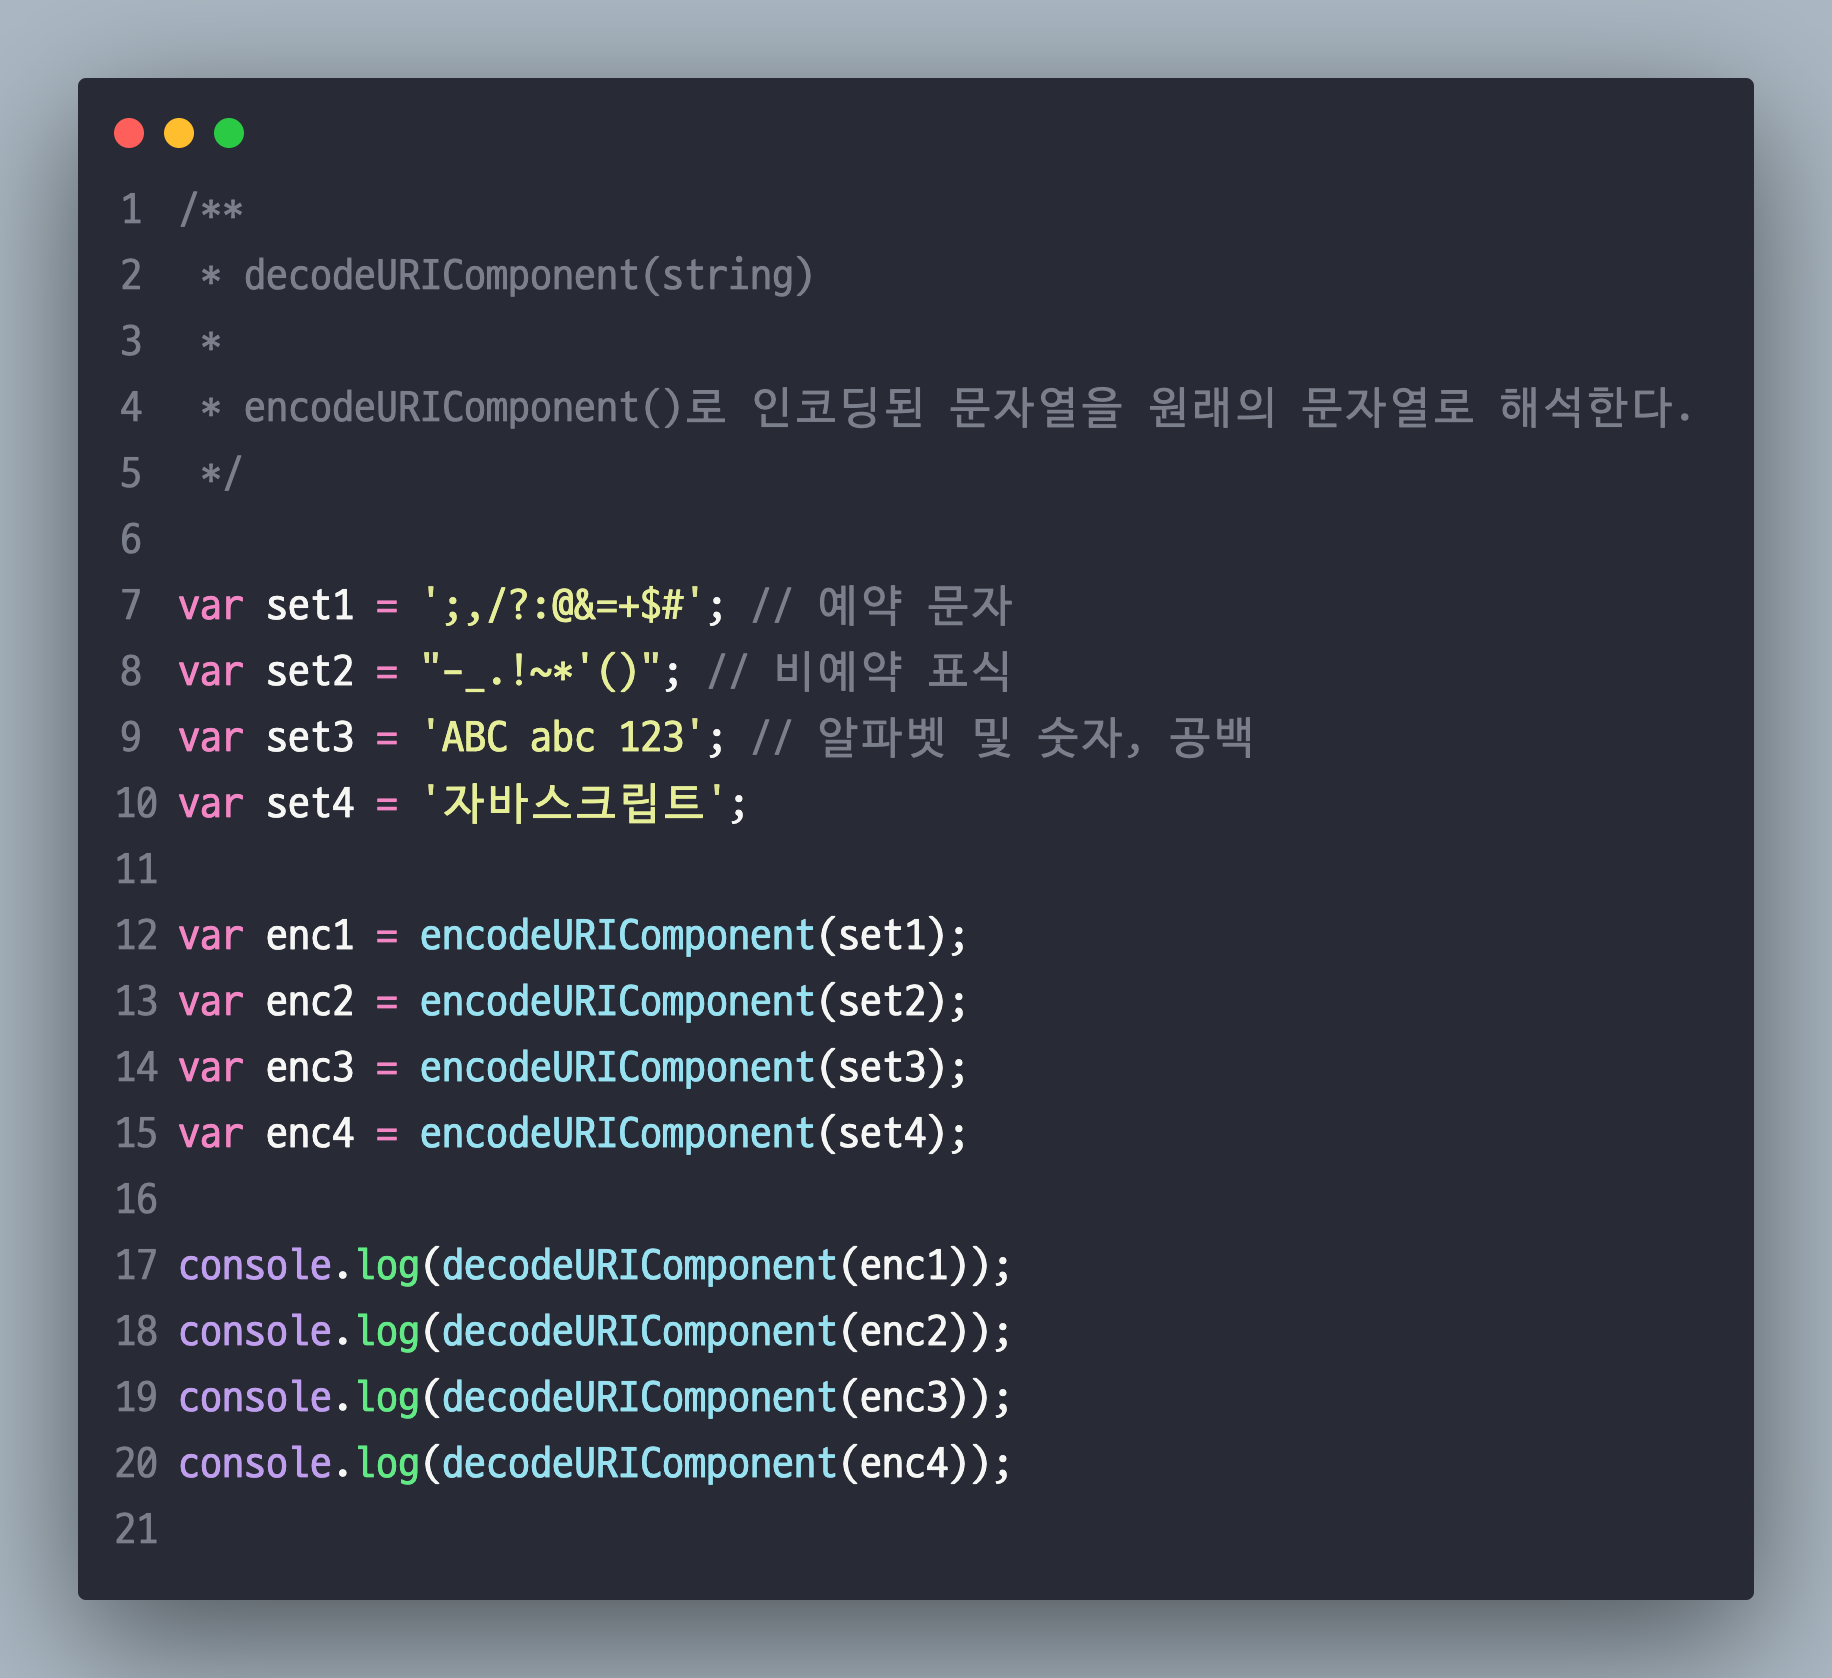 1 /**
2  * decodeURIComponent(string)
3  *
4  * encodeURIComponent()로 인코딩된 문자열을 원래의 문자열로 해석한다.
5  */
6
7 var set1 = ';,/?:@&=+$#'; // 예약 문자
8 var set2 = "-_.!~*'()"; // 비예약 표식
9 var set3 = 'ABC abc 123'; // 알파벳 및 숫자, 공백
10 var set4 = '자바스크립트';
11
12 var enc1 = encodeURIComponent(set1);
13 var enc2 = encodeURIComponent(set2);
14 var enc3 = encodeURIComponent(set3);
15 var enc4 = encodeURIComponent(set4);
16
17 console.log(decodeURIComponent(enc1));
18 console.log(decodeURIComponent(enc2));
19 console.log(decodeURIComponent(enc3));
20 console.log(decodeURIComponent(enc4));
21